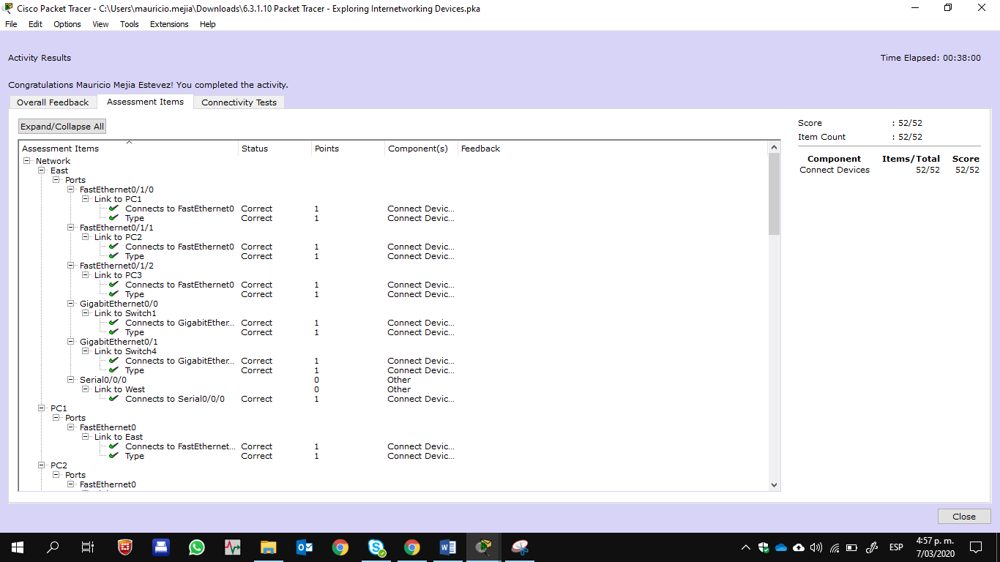 Cisco Packet Tracer - C:\Users\mauricio.mejia\Downloads\6.3.1.10 Packet Tracer - Exploring Internetworking Devices.pka
File Edit Options View Tools Extensions Help
Activity Results Time Elapsed: 00:38:00
Congratulations Mauricio Mejia Estevez! You completed the activity.
Overall Feedback Assessment Items Connectivity Tests
Expand/Collapse All
Assessment Items Status Points Component(s) Feedback
Network
East
Ports
FastEthernet0/1/0
Link to PC1
Connects to FastEthernet0 Correct 1 Connect Devic...
Type Correct 1 Connect Devic...
FastEthernet0/1/1
Link to PC2
Connects to FastEthernet0 Correct 1 Connect Devic...
Type Correct 1 Connect Devic...
FastEthernet0/1/2
Link to PC3
Connects to FastEthernet0 Correct 1 Connect Devic...
Type Correct 1 Connect Devic...
GigabitEthernet0/0
Link to Switch1
Connects to GigabitEther... Correct 1 Connect Devic...
Type Correct 1 Connect Devic...
GigabitEthernet0/1
Link to Switch4
Connects to GigabitEther... Correct 1 Connect Devic...
Type Correct 1 Connect Devic...
Serial0/0/0 0 Other
Link to West 0 Other
Connects to Serial0/0/0 Correct 1 Connect Devic...
PC1
Ports
FastEthernet0
Link to East
Connects to FastEthernet... Correct 1 Connect Devic...
Type Correct 1 Connect Devic...
PC2
Ports
FastEthernet0
Score : 52/52
Item Count : 52/52
Component Items/Total Score
Connect Devices 52/52 52/52
Close
ESP
4:57 p. m.
7/03/2020